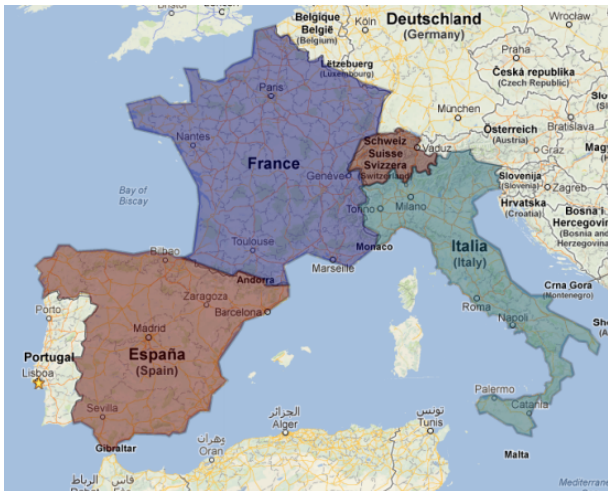 Bristol
Köln
Deutschland
(Germany)
Wrocław
Belgique
België
(Belgium)
Lëtzebuerg
(Luxembourg)
Praha
Česká republika
(Czech Republic)
Paris
München
Österreich
(Austria)
Bratislava
Nantes
Schweiz
Suisse
Svizzera
(Switzerland)
Vaduz
Graz
France
Genève
Slovenija
(Slovenia)
Zagreb
Hrvatska
(Croatia)
Bay of
Biscay
Torino
Milano
Bosna i
Hercegovina
(Bosnia and
Herzegovina)
Monaco
Italia
(Italy)
Toulouse
Marseille
Bilbao
Andorra
Crna Gora
(Montenegro)
Zaragoza
Barcelona
Roma
Napoli
Porto
Madrid
España
(Spain)
Portugal
Lisboa
Palermo
Catania
Sevilla
Gibraltar
الجزائر
Alger
تونس
Tunis
وهران
Oran
Malta
الرباط
فاس
Mediterranean